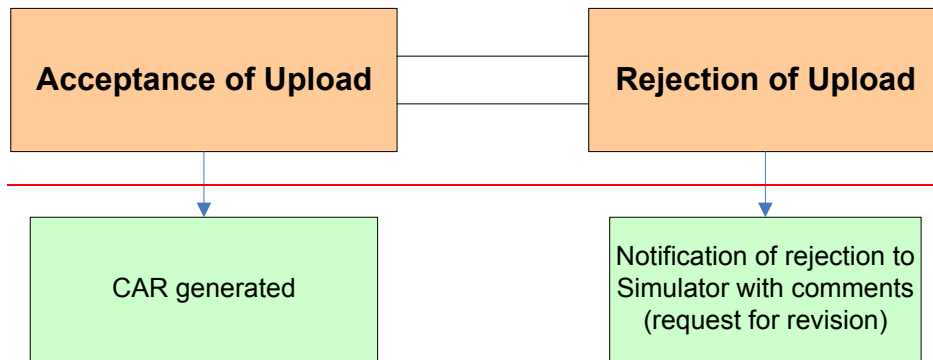 Acceptance of Upload
Rejection of Upload
CAR generated
Notification of rejection to
Simulator with comments
(request for revision)